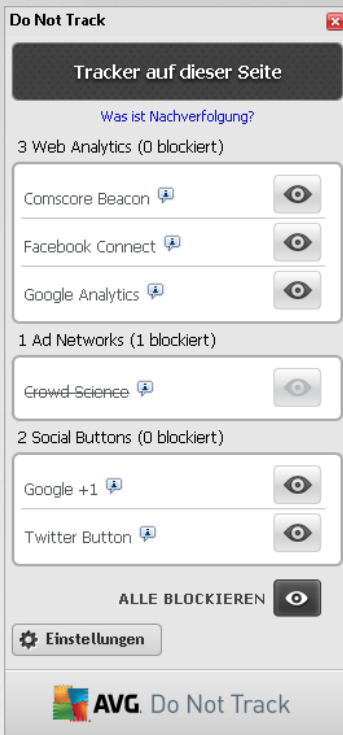 Do Not Track
Tracker auf dieser Seite
Was ist Nachverfolgung?
3 Web Analytics (0 blockiert)
Comscore Beacon
Facebook Connect
Google Analytics
1 Ad Networks (1 blockiert)
Crowd Science
2 Social Buttons (0 blockiert)
Google +1
Twitter Button
ALLE BLOCKIEREN
Einstellungen
AVG. Do Not Track